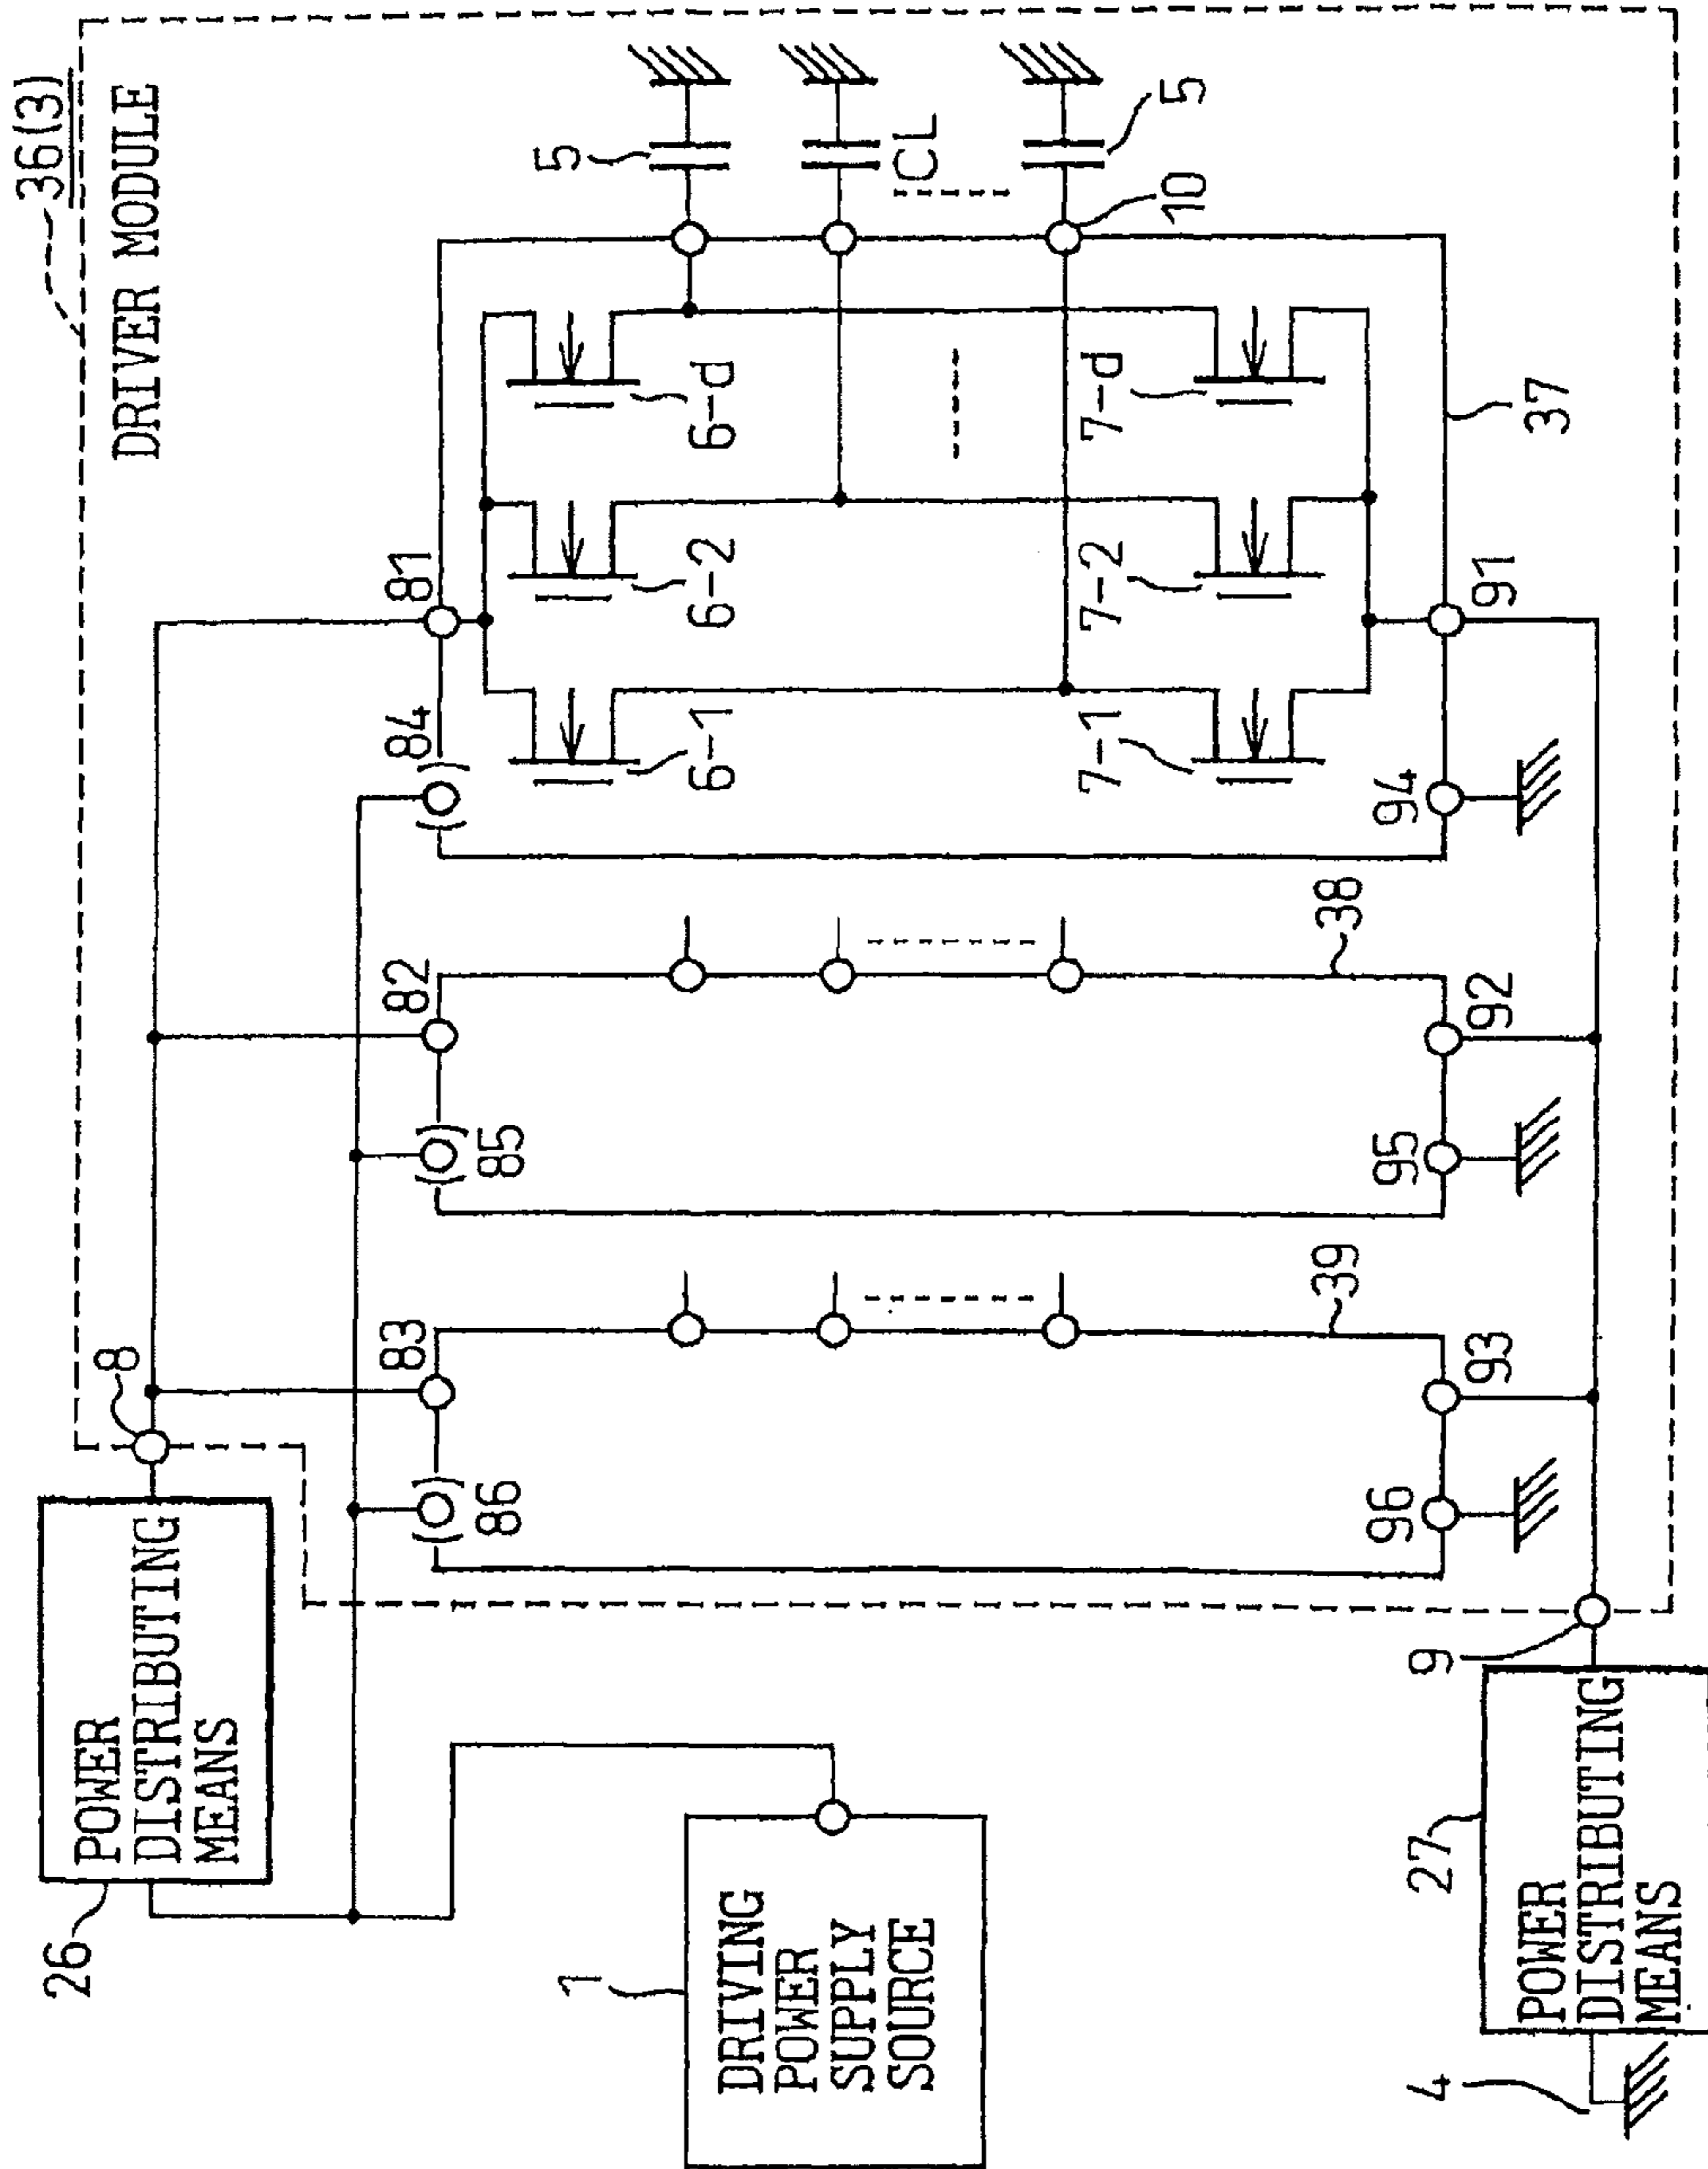 36(3)
DRIVER MODULE
POWER
DISTRIBUTING
MEANS
26
8
83
82
84
81
86
85
6-1
6-2
6-d
5
CL
10
5
DRIVING
POWER
SUPPLY
SOURCE
1
7-1
7-2
7-d
39
38
37
96
93
95
92
94
91
9
POWER
DISTRIBUTING
MEANS
27
4